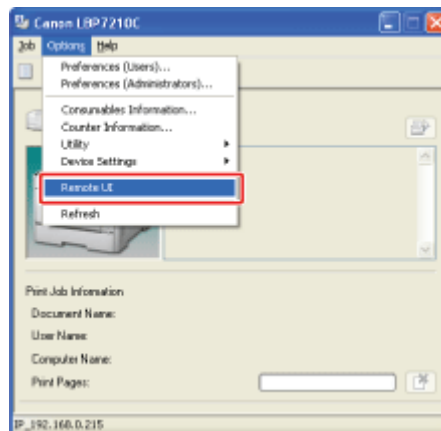 Canon LBP7210C
Job Options Help
Preferences (Users)...
Preferences (Administrators)...
Consumables Information...
Counter Information...
Utility
Device Settings
Remote UI
Refresh
Print Job Information
Document Name:
User Name:
Computer Name:
Print Pages:
IP_192.168.0.215